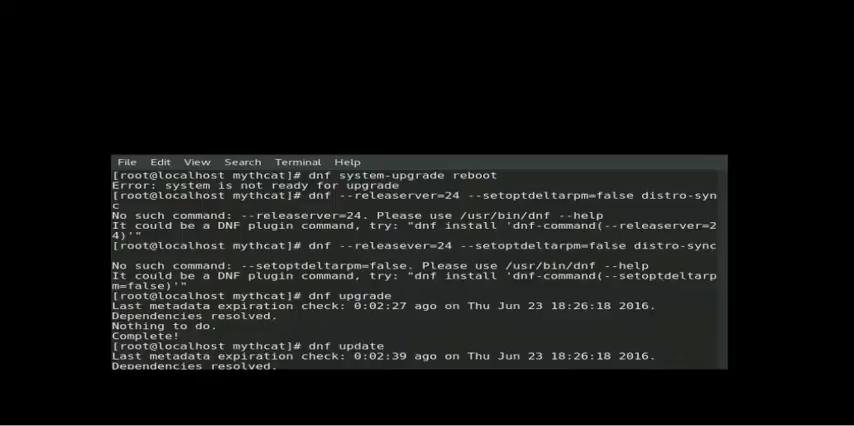 File Edit View Search Terminal Help
[root@localhost mythcat]# dnf system-upgrade reboot
Error: system is not ready for upgrade
[root@localhost mythcat]# dnf --releaserver=24 --setoptdeltarpm=false distro-syn
c
No such command: --releaserver=24. Please use /usr/bin/dnf --help
It could be a DNF plugin command, try: "dnf install 'dnf-command(--releaserver=2
4)'"
[root@localhost mythcat]# dnf --releasever=24 --setoptdeltarpm=false distro-sync
No such command: --setoptdeltarpm=false. Please use /usr/bin/dnf --help
It could be a DNF plugin command, try: "dnf install 'dnf-command(--setoptdeltarp
m=false)'"
[root@localhost mythcat]# dnf upgrade
Last metadata expiration check: 0:02:27 ago on Thu Jun 23 18:26:18 2016.
Dependencies resolved.
Nothing to do.
Complete!
[root@localhost mythcat]# dnf update
Last metadata expiration check: 0:02:39 ago on Thu Jun 23 18:26:18 2016.
Dependencies resolved.